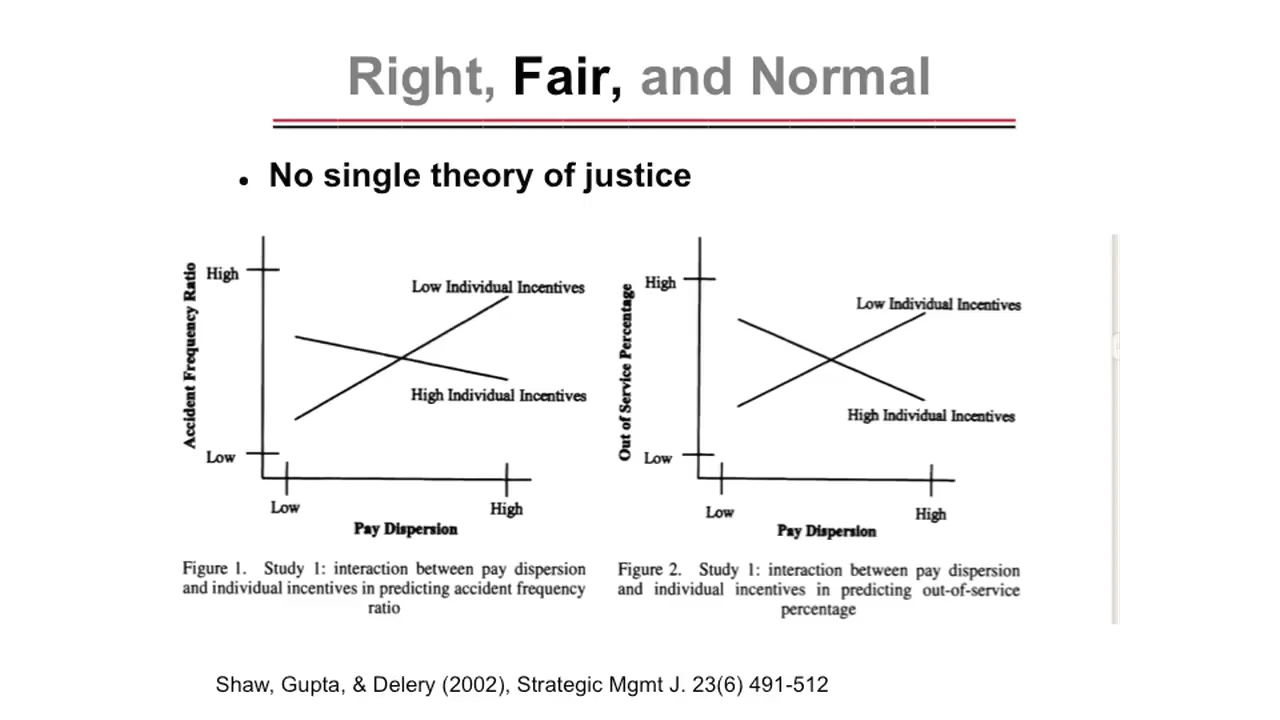 Right, Fair, and Normal
• No single theory of justice
Accident Frequency Ratio
High
Low
Low Individual Incentives
High Individual Incentives
Low
High
Pay Dispersion
Figure 1. Study 1: interaction between pay dispersion
and individual incentives in predicting accident frequency
ratio
Out of Service Percentage
High
Low
Low Individual Incentives
High Individual Incentives
Low
High
Pay Dispersion
Figure 2. Study 1: interaction between pay dispersion
and individual incentives in predicting out-of-service
percentage
Shaw, Gupta, & Delery (2002), Strategic Mgmt J. 23(6) 491-512